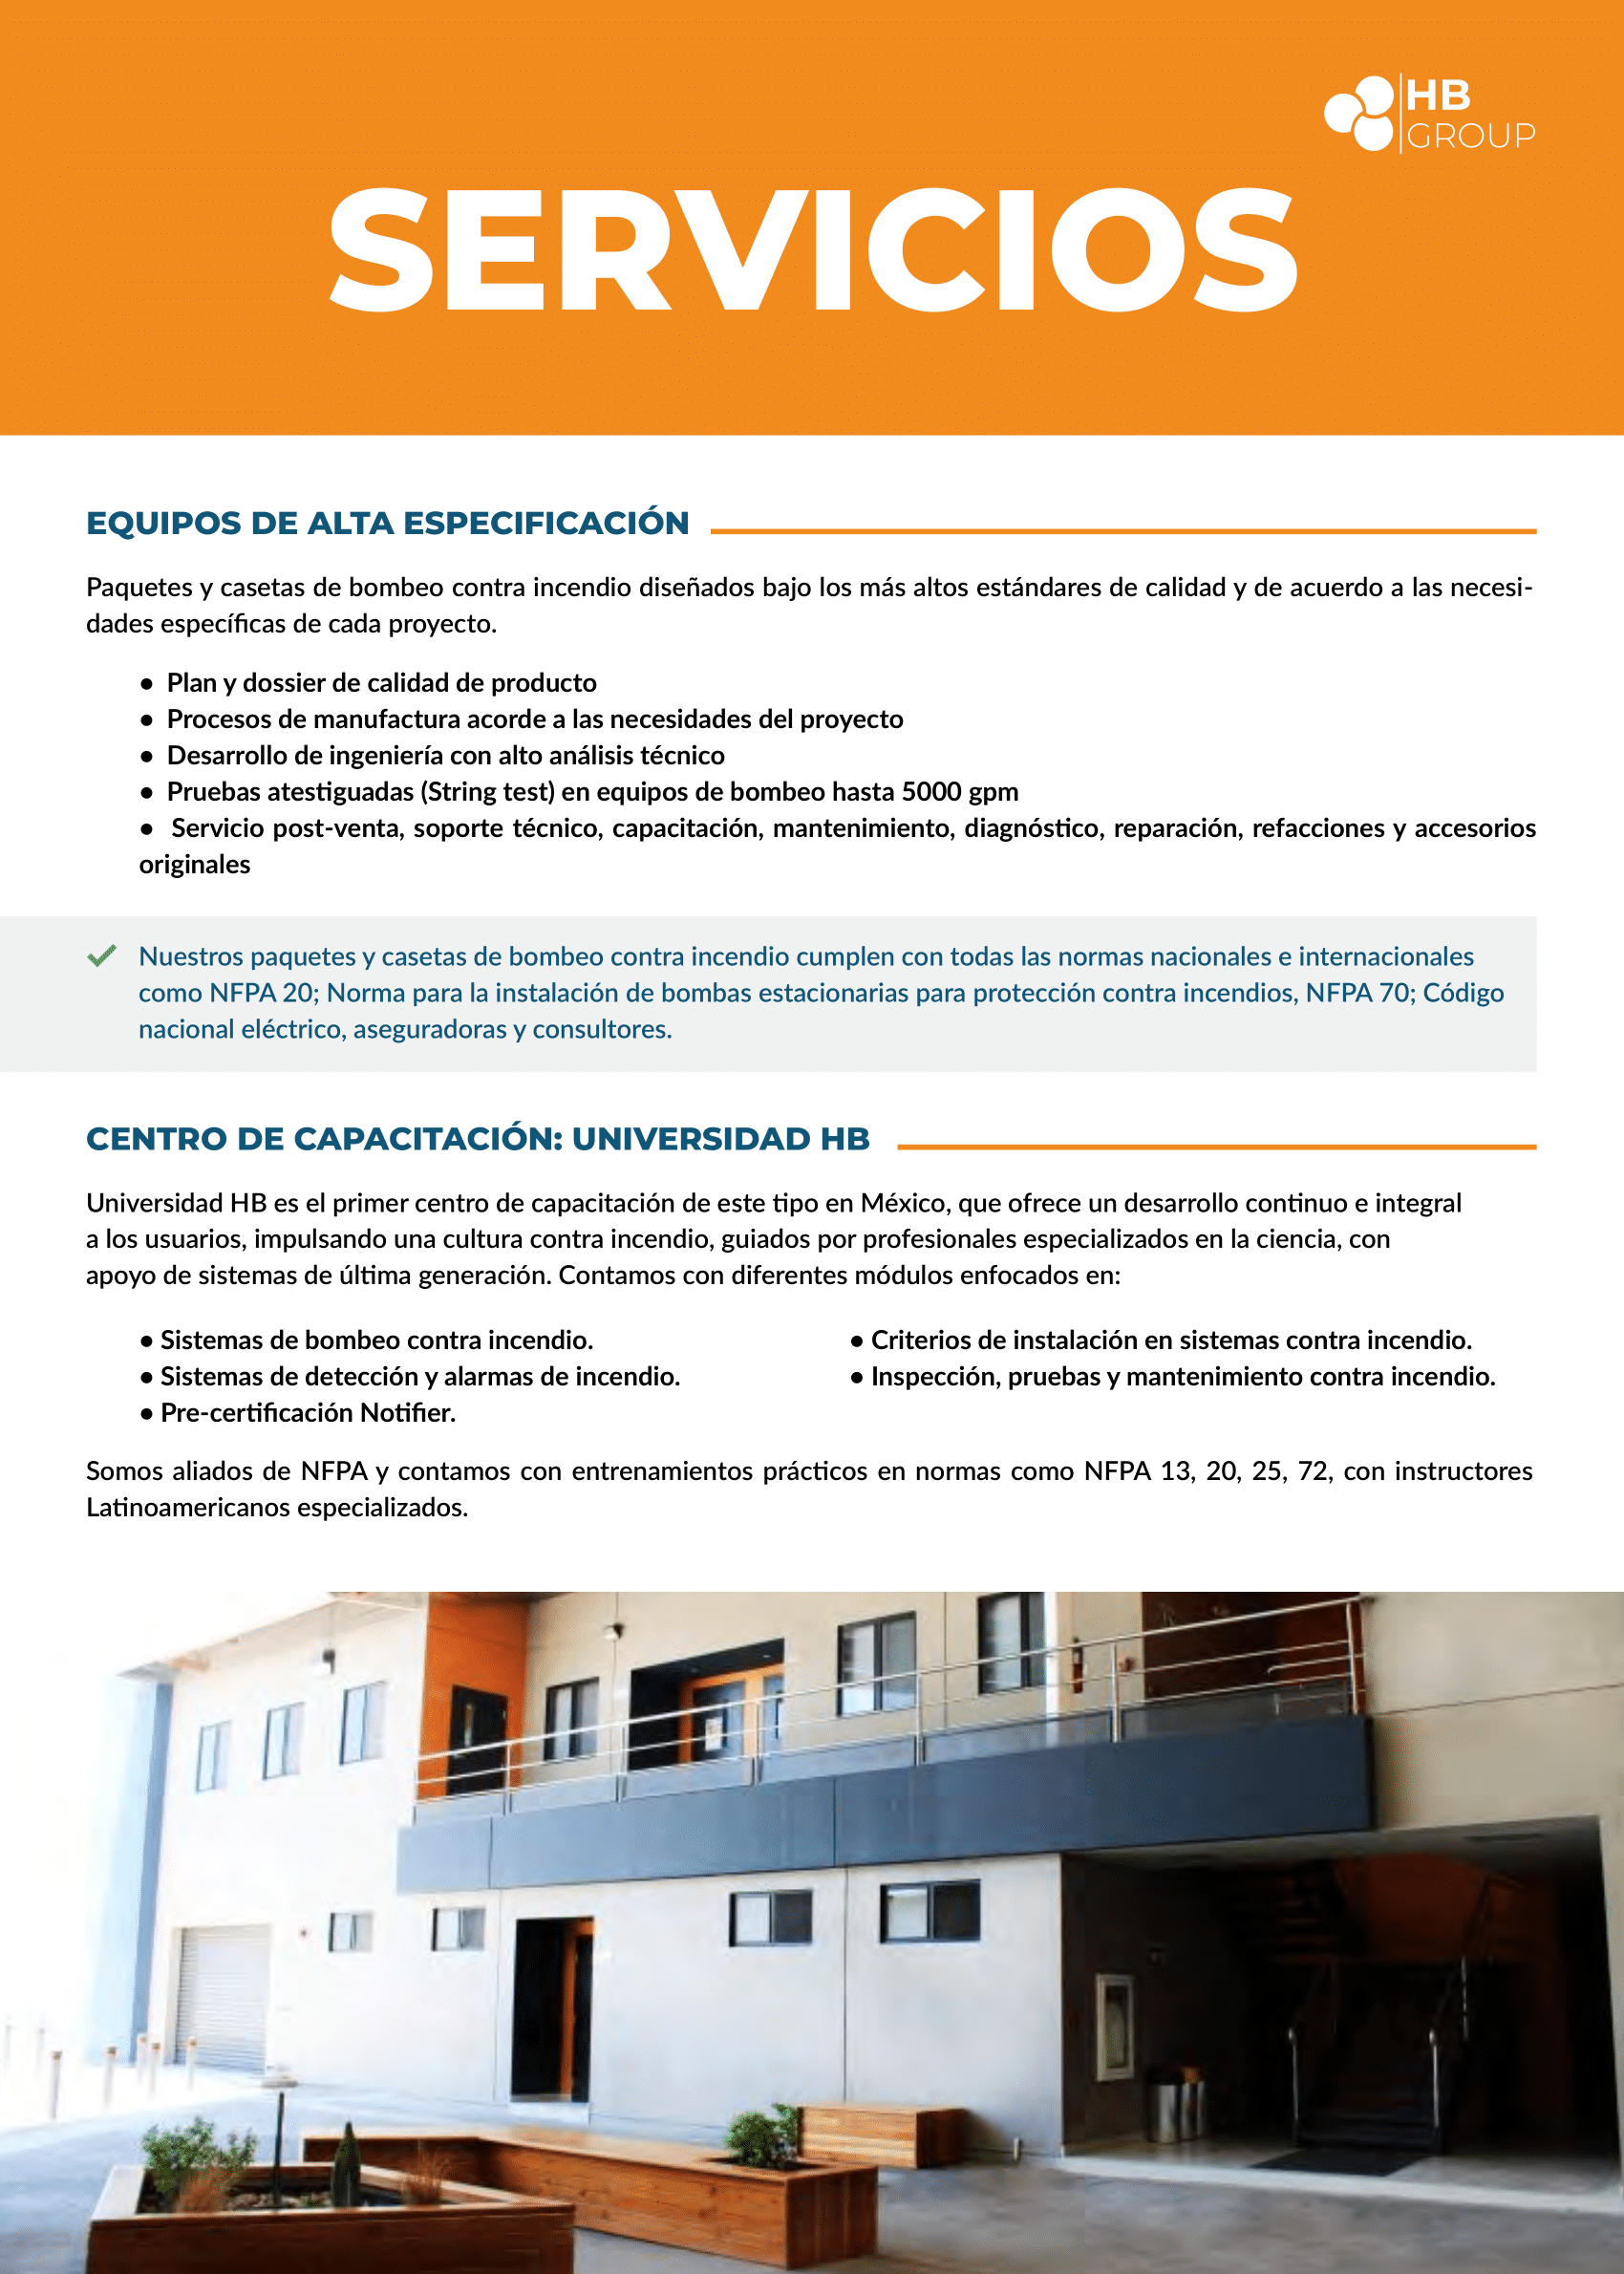 HB
GROUP
SERVICIOS
EQUIPOS DE ALTA ESPECIFICACIÓN
Paquetes y casetas de bombeo contra incendio diseñados bajo los más altos estándares de calidad y de acuerdo a las necesi-
dades específicas de cada proyecto.
● Plan y dossier de calidad de producto
● Procesos de manufactura acorde a las necesidades del proyecto
● Desarrollo de ingeniería con alto análisis técnico
● Pruebas atestiguadas (String test) en equipos de bombeo hasta 5000 gpm
● Servicio post-venta, soporte técnico, capacitación, mantenimiento, diagnóstico, reparación, refacciones y accesorios
originales
Nuestros paquetes y casetas de bombeo contra incendio cumplen con todas las normas nacionales e internacionales
como NFPA 20; Norma para la instalación de bombas estacionarias para protección contra incendios, NFPA 70; Código
nacional eléctrico, aseguradoras y consultores.
CENTRO DE CAPACITACIÓN: UNIVERSIDAD HB
Universidad HB es el primer centro de capacitación de este tipo en México, que ofrece un desarrollo continuo e integral
a los usuarios, impulsando una cultura contra incendio, guiados por profesionales especializados en la ciencia, con
apoyo de sistemas de última generación. Contamos con diferentes módulos enfocados en:
● Sistemas de bombeo contra incendio.
● Sistemas de detección y alarmas de incendio.
● Pre-certificación Notifier.
● Criterios de instalación en sistemas contra incendio.
● Inspección, pruebas y mantenimiento contra incendio.
Somos aliados de NFPA y contamos con entrenamientos prácticos en normas como NFPA 13, 20, 25, 72, con instructores
Latinoamericanos especializados.